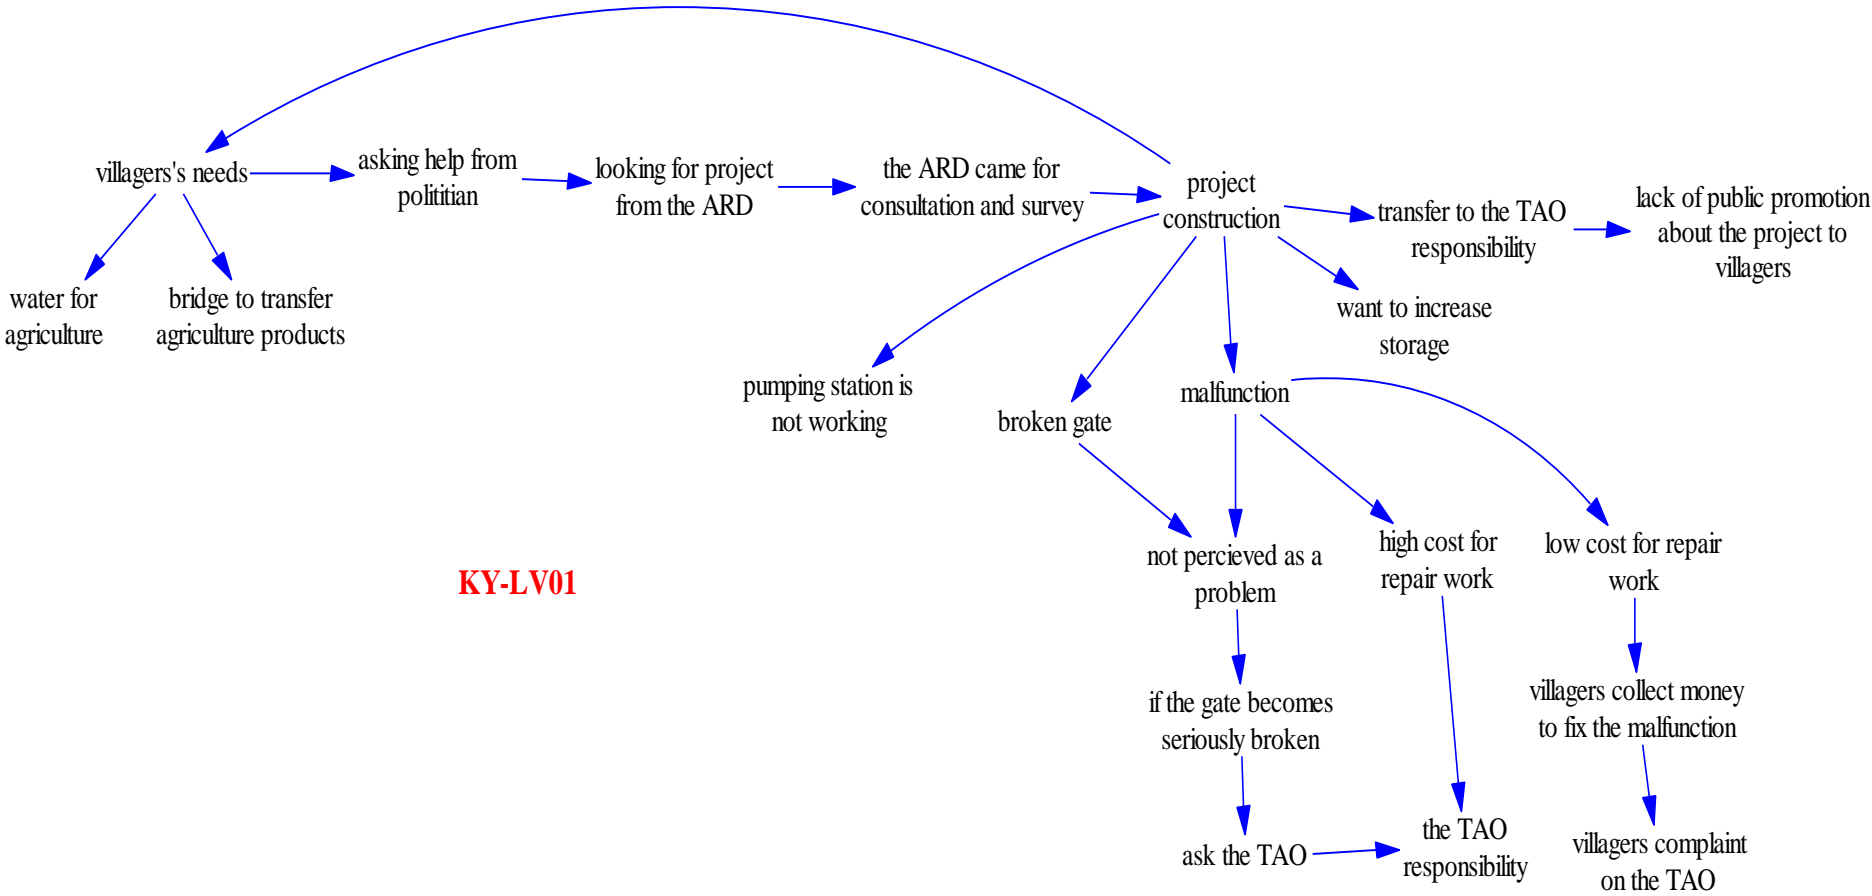 villagers's needs
asking help from
polititian
looking for project
from the ARD
the ARD came for
consultation and survey
project
construction
transfer to the TAO
responsibility
lack of public promotion
about the project to
villagers
water for
agriculture
bridge to transfer
agriculture products
want to increase
storage
pumping station is
not working
broken gate
malfunction
not percieved as a
problem
high cost for
repair work
low cost for repair
work
KY-LV01
if the gate becomes
seriously broken
villagers collect money
to fix the malfunction
ask the TAO
the TAO
responsibility
villagers complaint
on the TAO